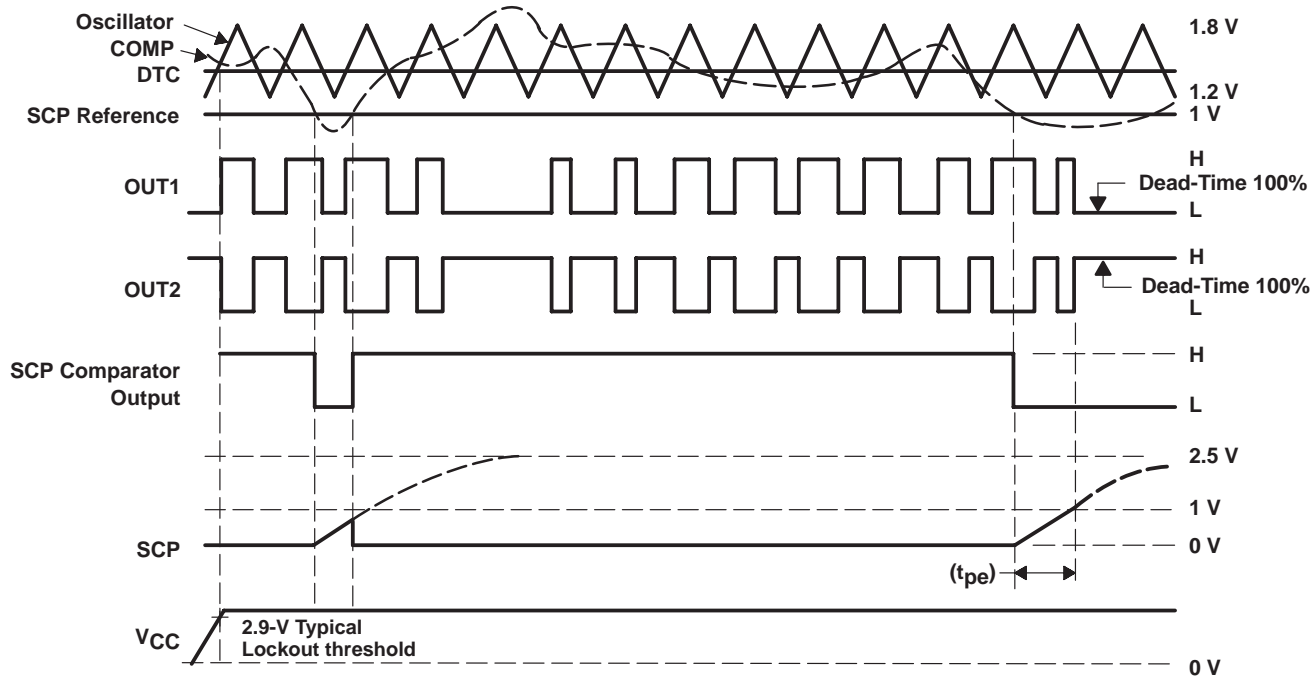 Oscillator
COMP
DTC
SCP Reference
1.8 V
1.2 V
1 V
OUT1
H
Dead-Time 100%
L
OUT2
H
Dead-Time 100%
L
SCP Comparator
Output
H
L
2.5 V
1 V
SCP
0 V
(tpe)
VCC
2.9-V Typical
Lockout threshold
0 V